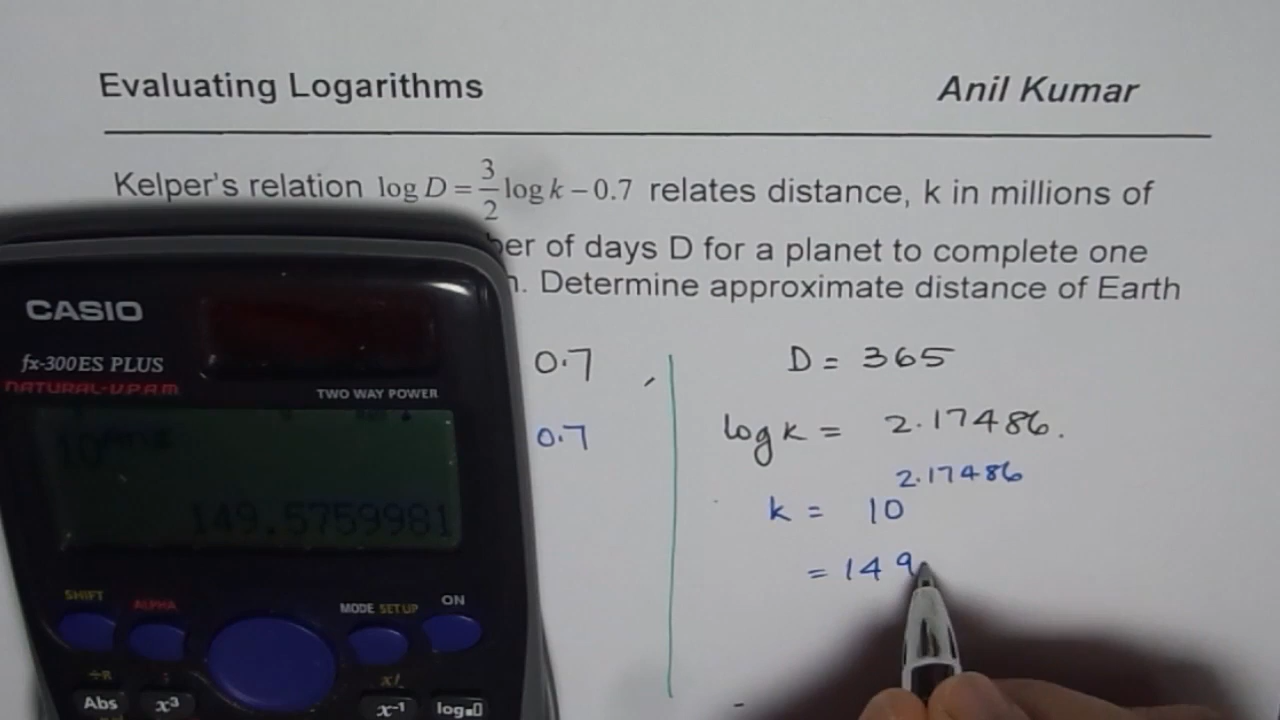 Evaluating Logarithms Anil Kumar
Kelper's relation log D = 3/2 log k − 0.7 relates distance, k in millions of
of days D for a planet to complete one
. Determine approximate distance of Earth
0.7 , D = 365
0.7 log k = 2.17486.
k = 10^2.17486
= 149
CASIO
fx-300ES PLUS
NATURAL-V.P.A.M.
TWO WAY POWER
149.5759981
SHIFT ALPHA MODE SETUP ON
÷R : x!
Abs x³ x⁻¹ log▪▯